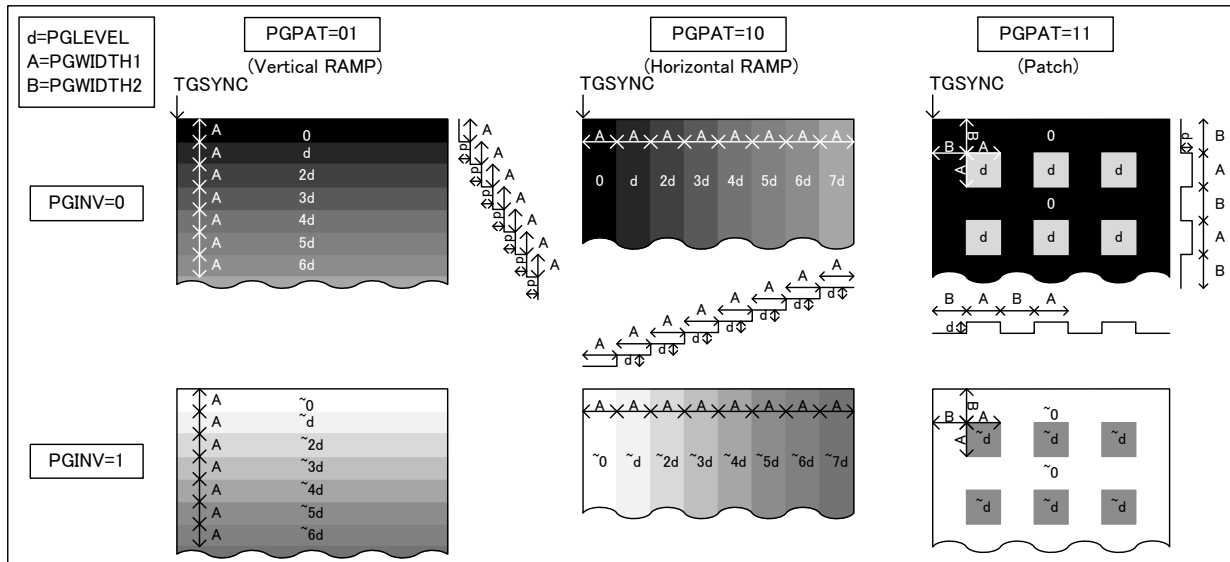 d=PGLEVEL
A=PGWIDTH1
B=PGWIDTH2
PGPAT=01
(Vertical RAMP)
PGPAT=10
(Horizontal RAMP)
PGPAT=11
(Patch)
TGSYNC
TGSYNC
TGSYNC
PGINV=0
A 0
A d
A 2d
A 3d
A 4d
A 5d
A 6d
A
A
A
A
A
A
A
d
d
d
d
d
d
d
A A A A A A A A
0 d 2d 3d 4d 5d 6d 7d
A
A
A
A
A
A
A
A
d
d
d
d
d
d
d
B 0
B A
A d d d
0
d d d
d
B
A
B
A
B
B A B A
d
PGINV=1
A ~0
A ~d
A ~2d
A ~3d
A ~4d
A ~5d
A ~6d
A A A A A A A A
~0 ~d ~2d ~3d ~4d ~5d ~6d ~7d
B ~0
B A
A ~d ~d ~d
~0
~d ~d ~d